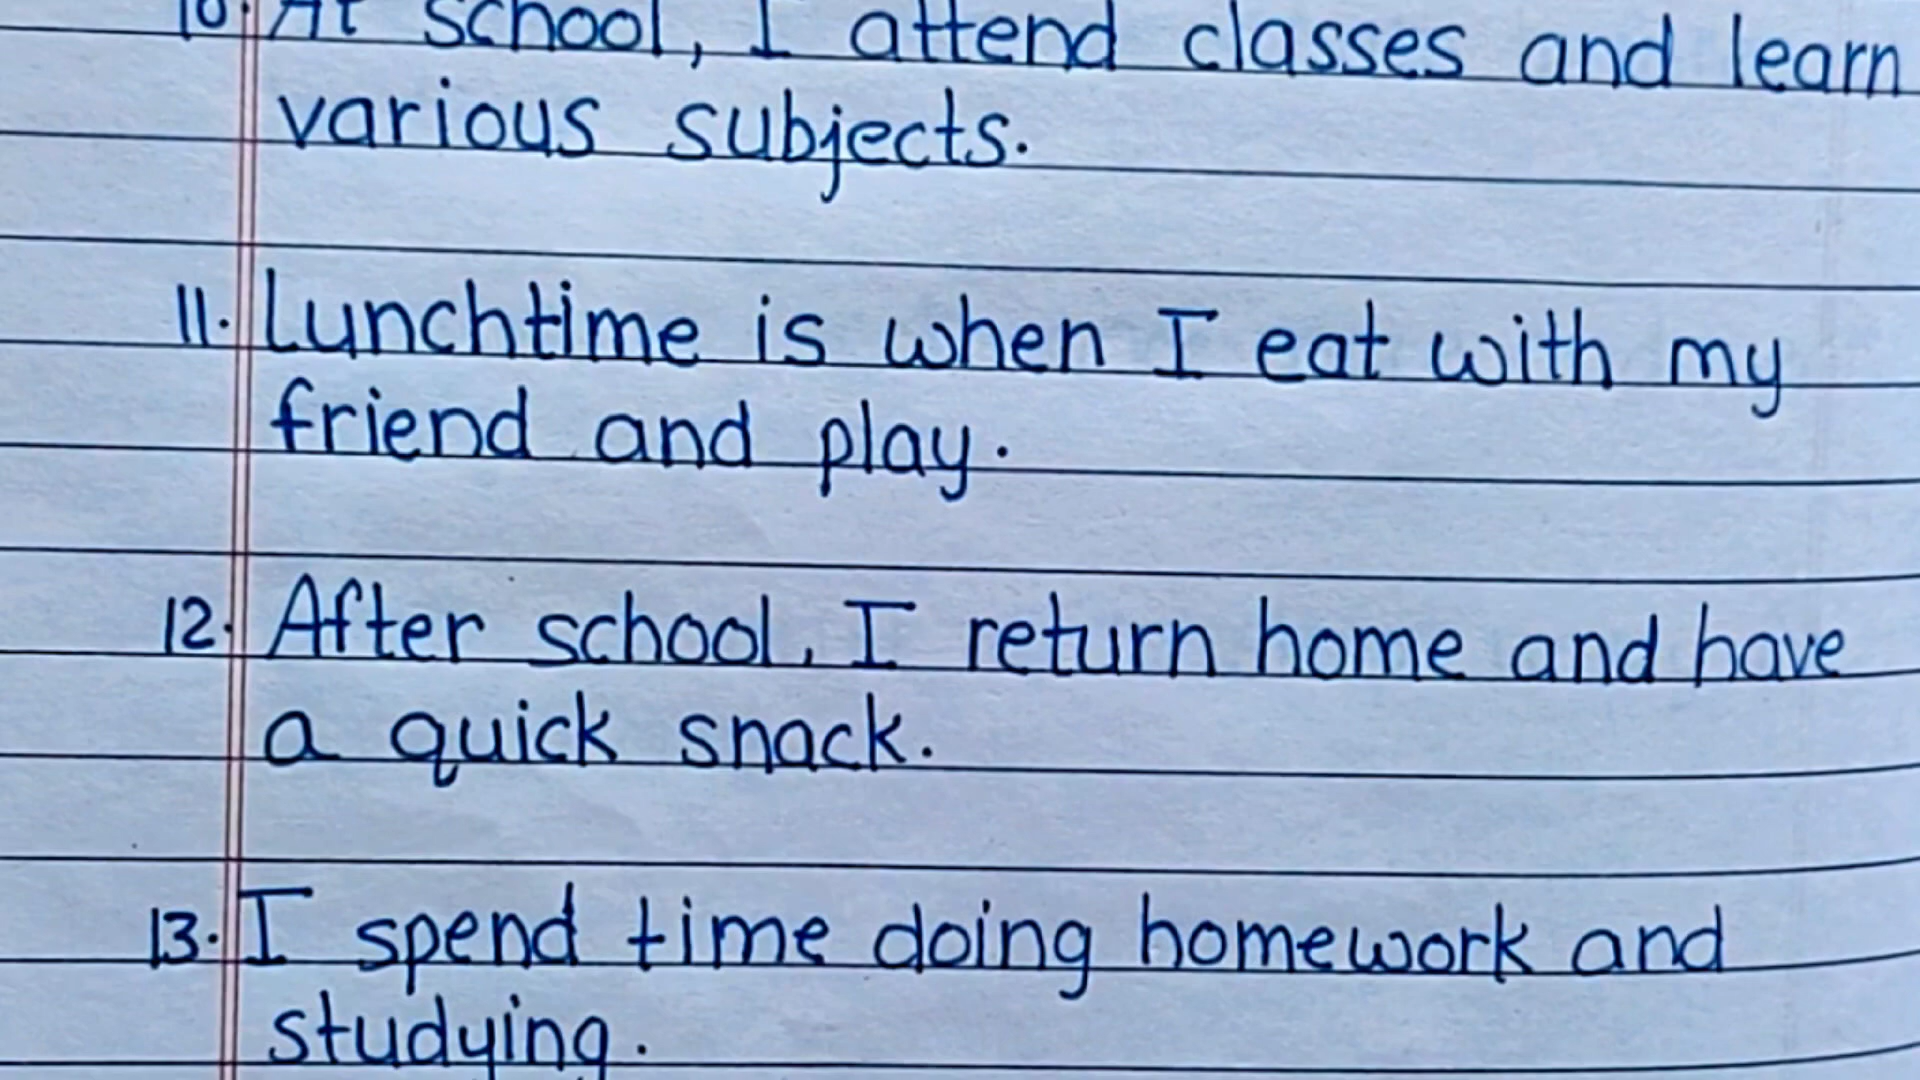 10. At school, I attend classes and learn
various subjects.
11. Lunchtime is when I eat with my
friend and play.
12. After school, I return home and have
a quick snack.
13. I spend time doing homework and
studying.